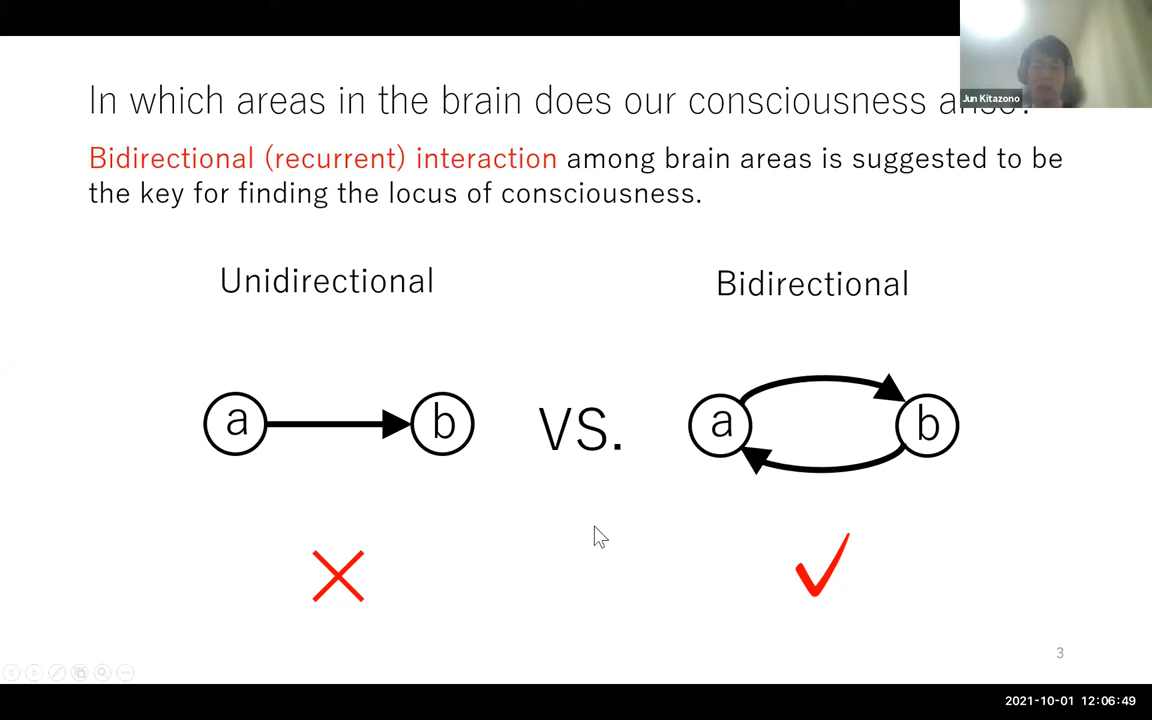 In which areas in the brain does our consciousness
Jun Kitazono
Bidirectional (recurrent) interaction among brain areas is suggested to be
the key for finding the locus of consciousness.
Unidirectional
Bidirectional
a
b
VS.
a
b
3
2021-10-01 12:06:49